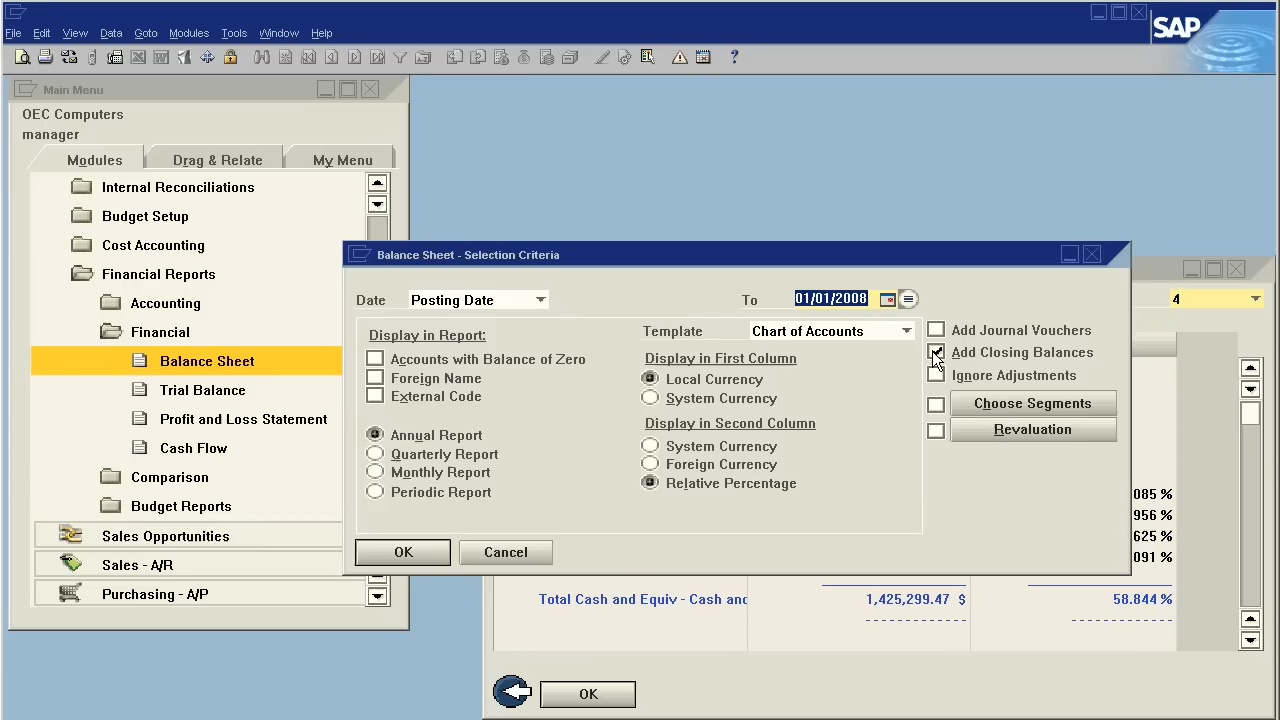 File Edit View Data Goto Modules Tools Window Help
SAP
Main Menu
OEC Computers
manager
Modules Drag & Relate My Menu
Internal Reconciliations
Budget Setup
Cost Accounting
Financial Reports
Accounting
Financial
Balance Sheet
Trial Balance
Profit and Loss Statement
Cash Flow
Comparison
Budget Reports
Sales Opportunities
Sales - A/R
Purchasing - A/P
Balance Sheet - Selection Criteria
Date Posting Date To 01/01/2008
Display in Report:
Accounts with Balance of Zero
Foreign Name
External Code
Annual Report
Quarterly Report
Monthly Report
Periodic Report
Template Chart of Accounts
Display in First Column
Local Currency
System Currency
Display in Second Column
System Currency
Foreign Currency
Relative Percentage
Add Journal Vouchers
Add Closing Balances
Ignore Adjustments
Choose Segments
Revaluation
OK Cancel
4
085 %
956 %
625 %
091 %
Total Cash and Equiv - Cash and 1,425,299.47 $ 58.844 %
OK